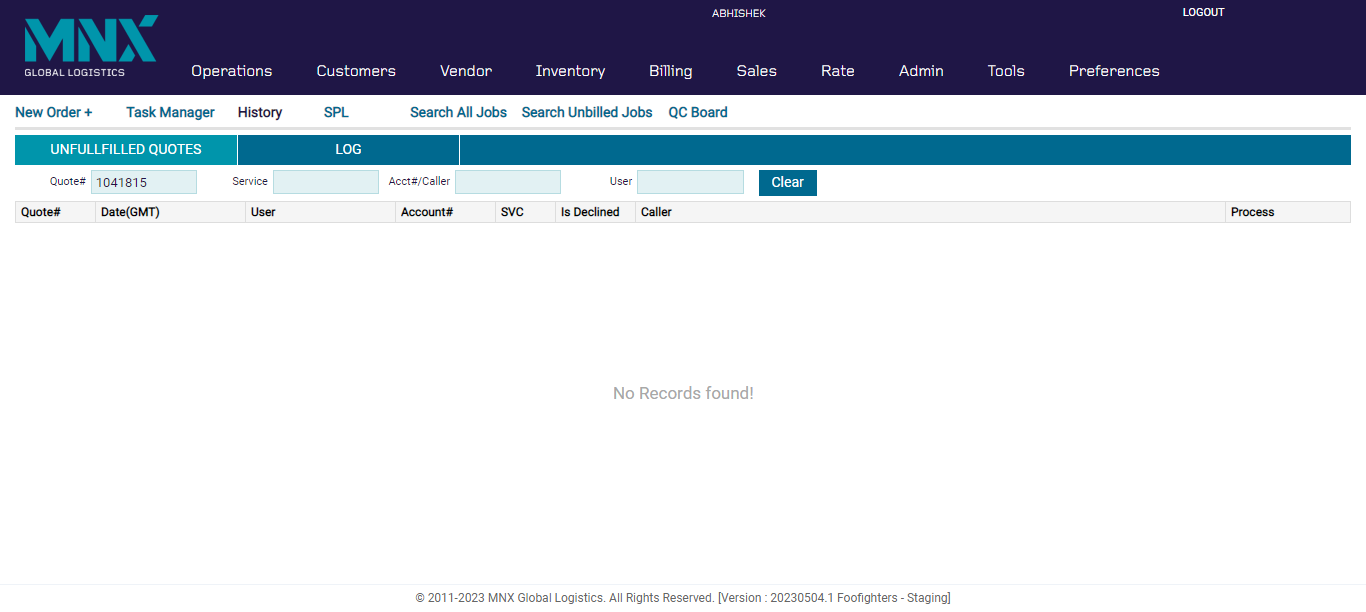 ABHISHEK
LOGOUT
MNX
GLOBAL LOGISTICS
Operations Customers Vendor Inventory Billing Sales Rate Admin Tools Preferences
New Order + Task Manager History SPL Search All Jobs Search Unbilled Jobs QC Board
UNFULLFILLED QUOTES LOG
Quote# 1041815 Service Acct#/Caller User Clear
Quote# Date(GMT) User Account# SVC Is Declined Caller Process
No Records found!
© 2011-2023 MNX Global Logistics. All Rights Reserved. [Version : 20230504.1 Foofighters - Staging]